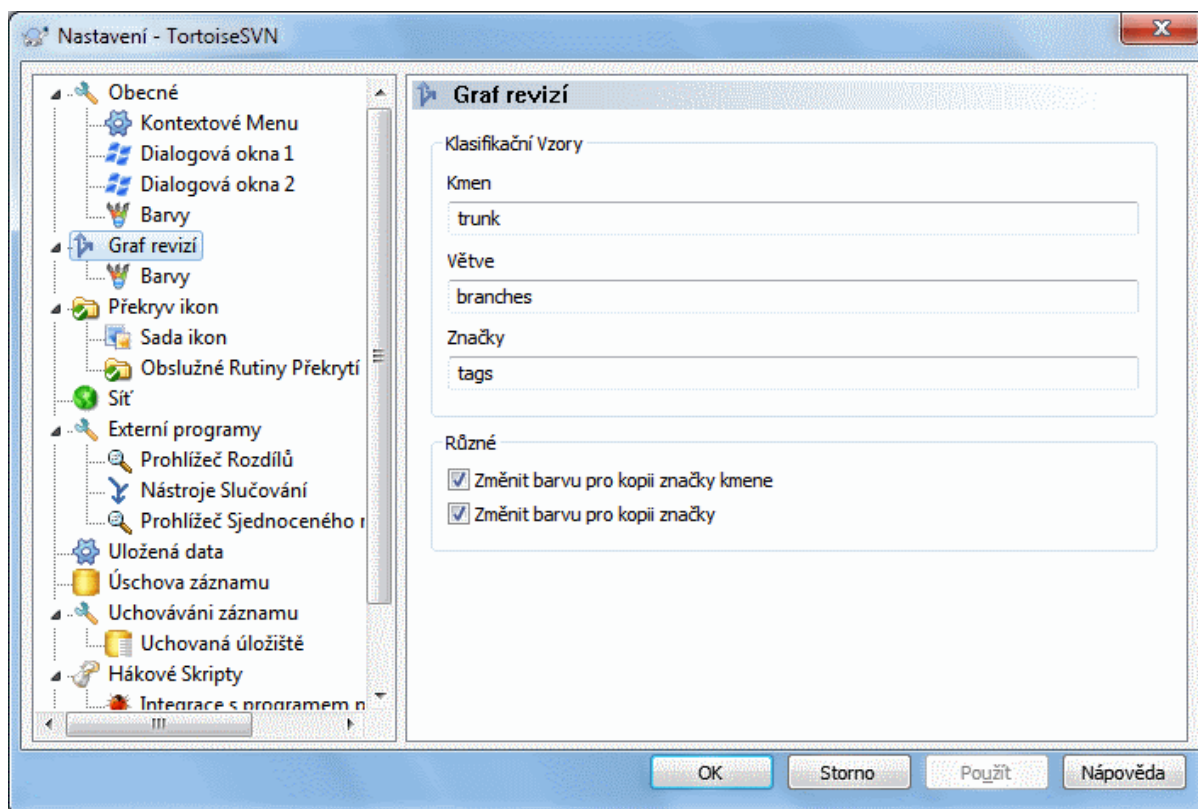 Nastavení - TortoiseSVN
Obecné
Kontextové Menu
Dialogová okna 1
Dialogová okna 2
Barvy
Graf revizí
Barvy
Překryv ikon
Sada ikon
Obslužné Rutiny Překrytí
Síť
Externí programy
Prohlížeč Rozdílů
Nástroje Slučování
Prohlížeč Sjednoceného r
Uložená data
Úschova záznamu
Uchováváni záznamu
Uchovaná úložiště
Hákové Skripty
Integrace s programem p
Graf revizí
Klasifikační Vzory
Kmen
trunk
Větve
branches
Značky
tags
Různé
Změnit barvu pro kopii značky kmene
Změnit barvu pro kopii značky
OK
Storno
Použít
Nápověda